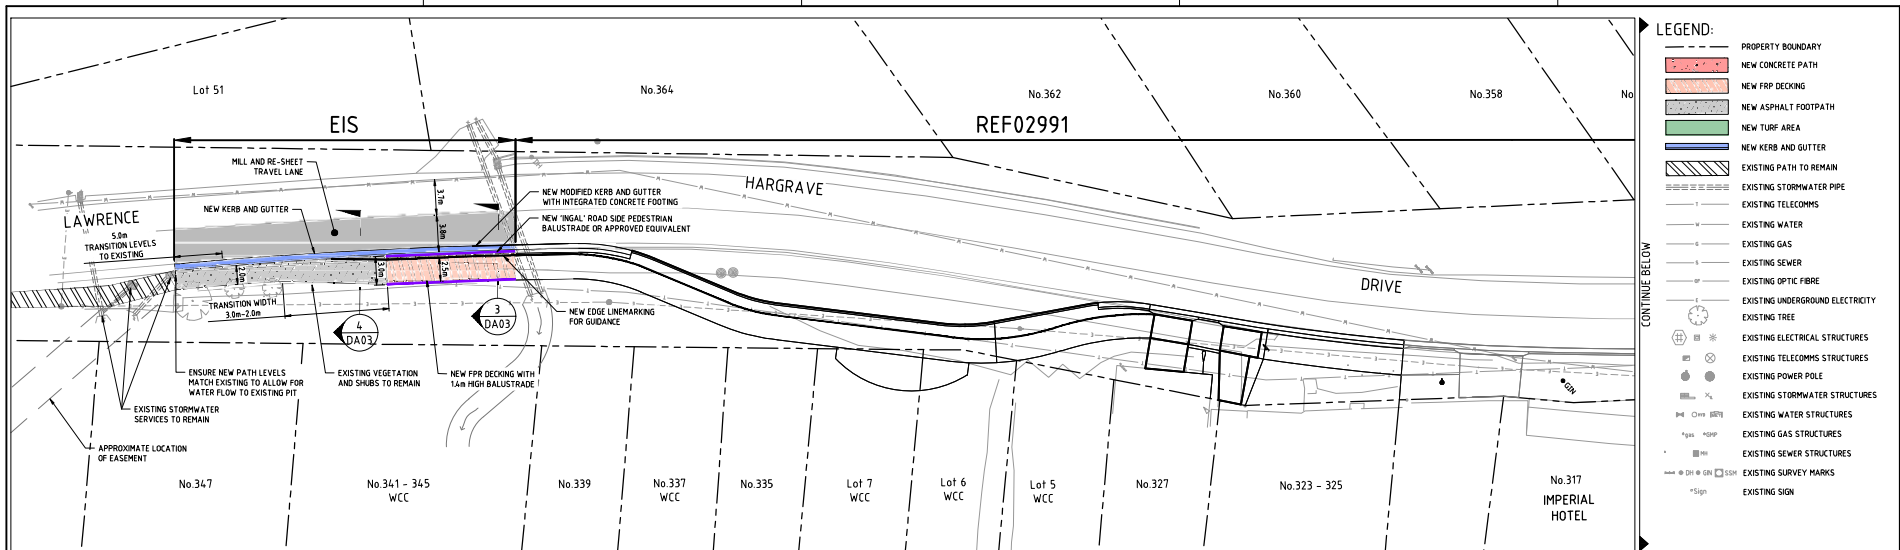 Lot 51
No.364
No.362
No.360
No.358
No
EIS
REF02991
MILL AND RE-SHEET
TRAVEL LANE
3.7m
NEW MODIFIED KERB AND GUTTER
WITH INTEGRATED CONCRETE FOOTING
HARGRAVE
NEW KERB AND GUTTER
LAWRENCE
3.8m
NEW 'INGAL' ROAD SIDE PEDESTRIAN
BALUSTRADE OR APPROVED EQUIVALENT
5.0m
TRANSITION LEVELS
TO EXISTING
2.0m
3.0m
2.5m
DRIVE
TRANSITION WIDTH
3.0m-2.0m
NEW EDGE LINEMARKING
FOR GUIDANCE
3
DA03
4
DA03
ENSURE NEW PATH LEVELS
MATCH EXISTING TO ALLOW FOR
WATER FLOW TO EXISTING PIT
EXISTING VEGETATION
AND SHUBS TO REMAIN
NEW FPR DECKING WITH
1.4m HIGH BALUSTRADE
GIN
EXISTING STORMWATER
SERVICES TO REMAIN
APPROXIMATE LOCATION
OF EASEMENT
No.347
No.341 - 345
WCC
No.339
No.337
WCC
No.335
Lot 7
WCC
Lot 6
WCC
Lot 5
WCC
No.327
No.323 - 325
No.317
IMPERIAL
HOTEL
CONTINUE BELOW
LEGEND:
PROPERTY BOUNDARY
NEW CONCRETE PATH
NEW FRP DECKING
NEW ASPHALT FOOTPATH
NEW TURF AREA
NEW KERB AND GUTTER
EXISTING PATH TO REMAIN
EXISTING STORMWATER PIPE
EXISTING TELECOMMS
EXISTING WATER
EXISTING GAS
EXISTING SEWER
EXISTING OPTIC FIBRE
EXISTING UNDERGROUND ELECTRICITY
EXISTING TREE
EXISTING ELECTRICAL STRUCTURES
EXISTING TELECOMMS STRUCTURES
EXISTING POWER POLE
EXISTING STORMWATER STRUCTURES
EXISTING WATER STRUCTURES
gas GMP EXISTING GAS STRUCTURES
MH EXISTING SEWER STRUCTURES
DH GIN SSM EXISTING SURVEY MARKS
Sign EXISTING SIGN